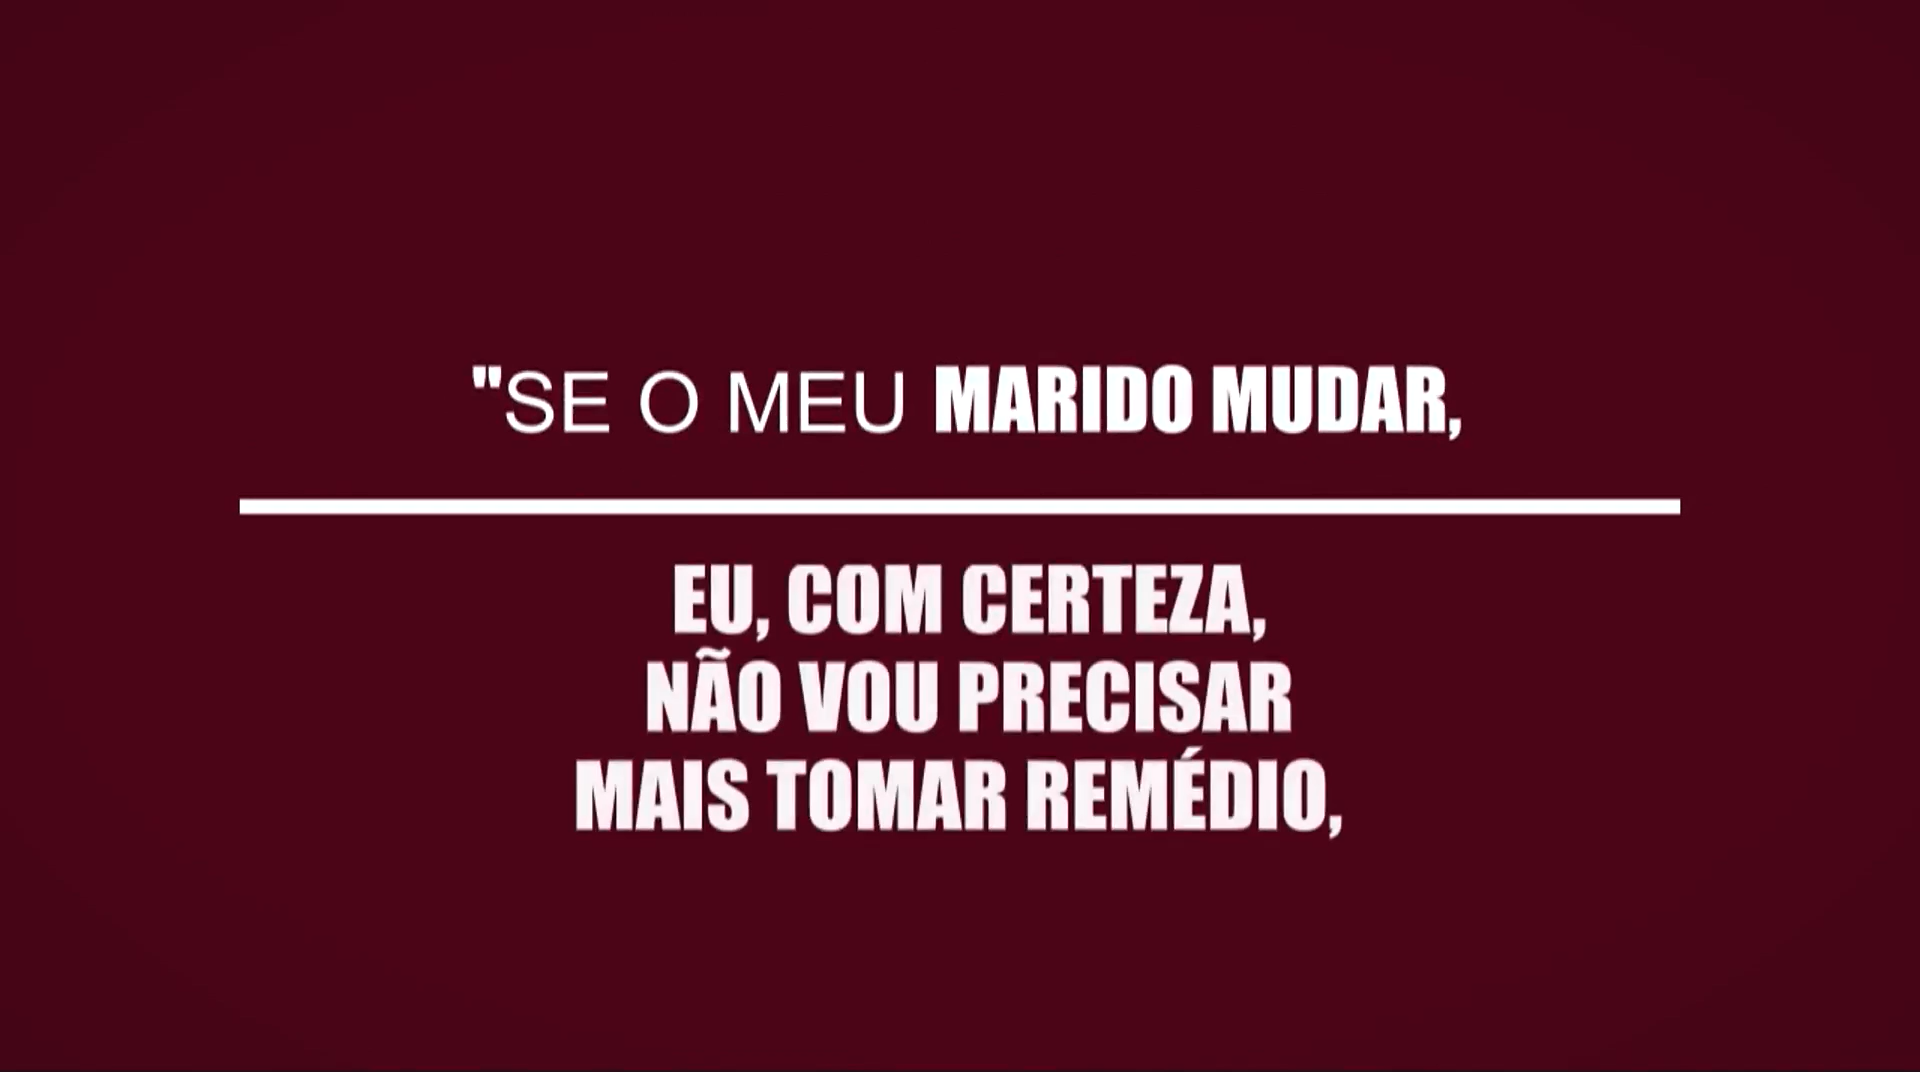 "SE O MEU MARIDO MUDAR,
EU, COM CERTEZA,
NÃO VOU PRECISAR
MAIS TOMAR REMÉDIO,